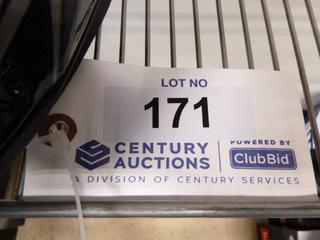 LOT NO
171
CENTURY
AUCTIONS
POWERED BY
ClubBid
A DIVISION OF CENTURY SERVICES